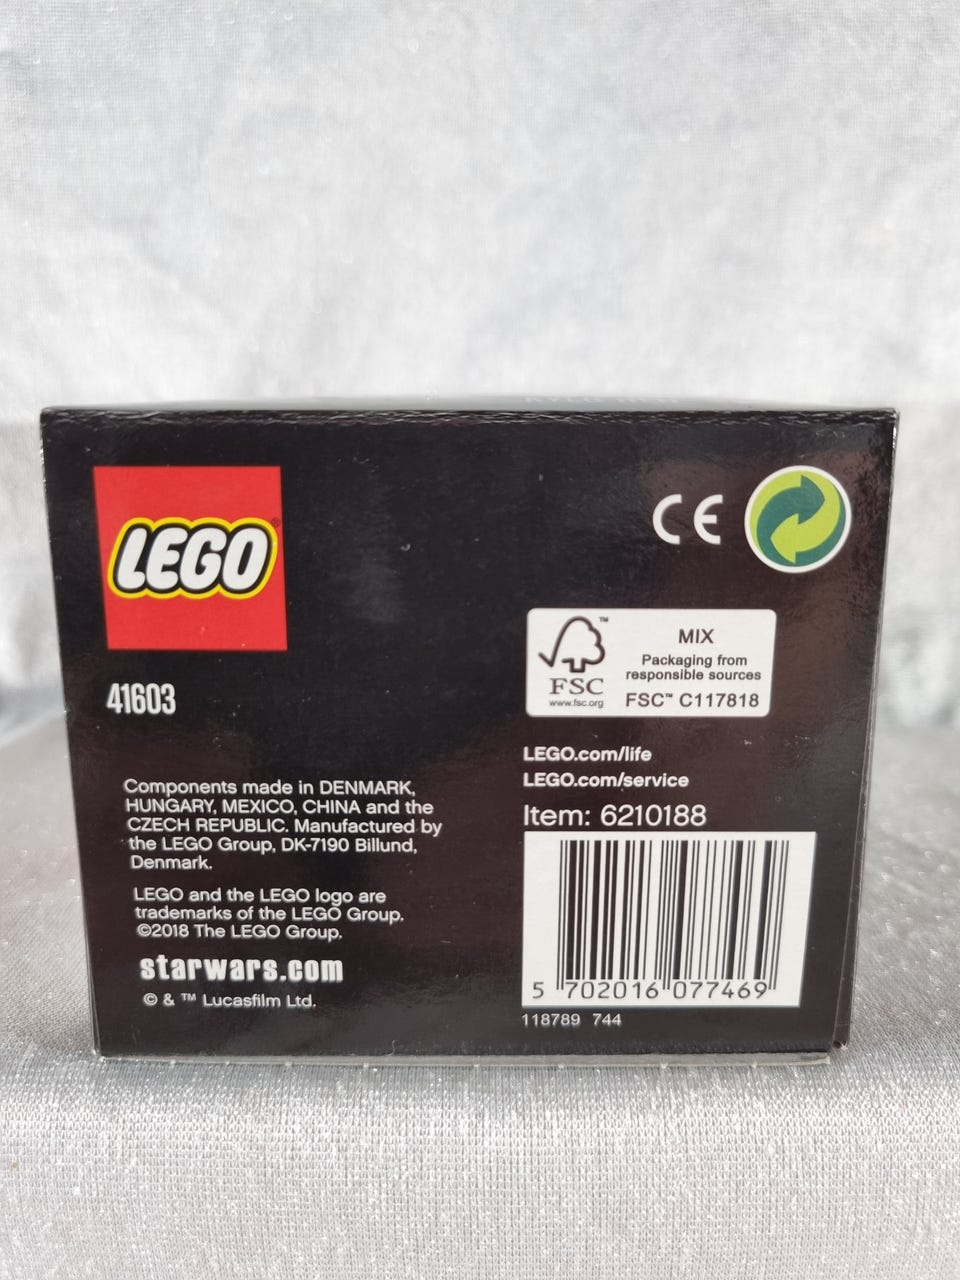 KYLO REN
LEGO®
CE
41603
FSC™
www.fsc.org
MIX
Packaging from
responsible sources
FSC™ C117818
LEGO.com/life
LEGO.com/service
Item: 6210188
Components made in DENMARK,
HUNGARY, MEXICO, CHINA and the
CZECH REPUBLIC. Manufactured by
the LEGO Group, DK-7190 Billund,
Denmark.
LEGO and the LEGO logo are
trademarks of the LEGO Group.
©2018 The LEGO Group.
starwars.com
© & ™ Lucasfilm Ltd.
5 702016 077469
118789 744